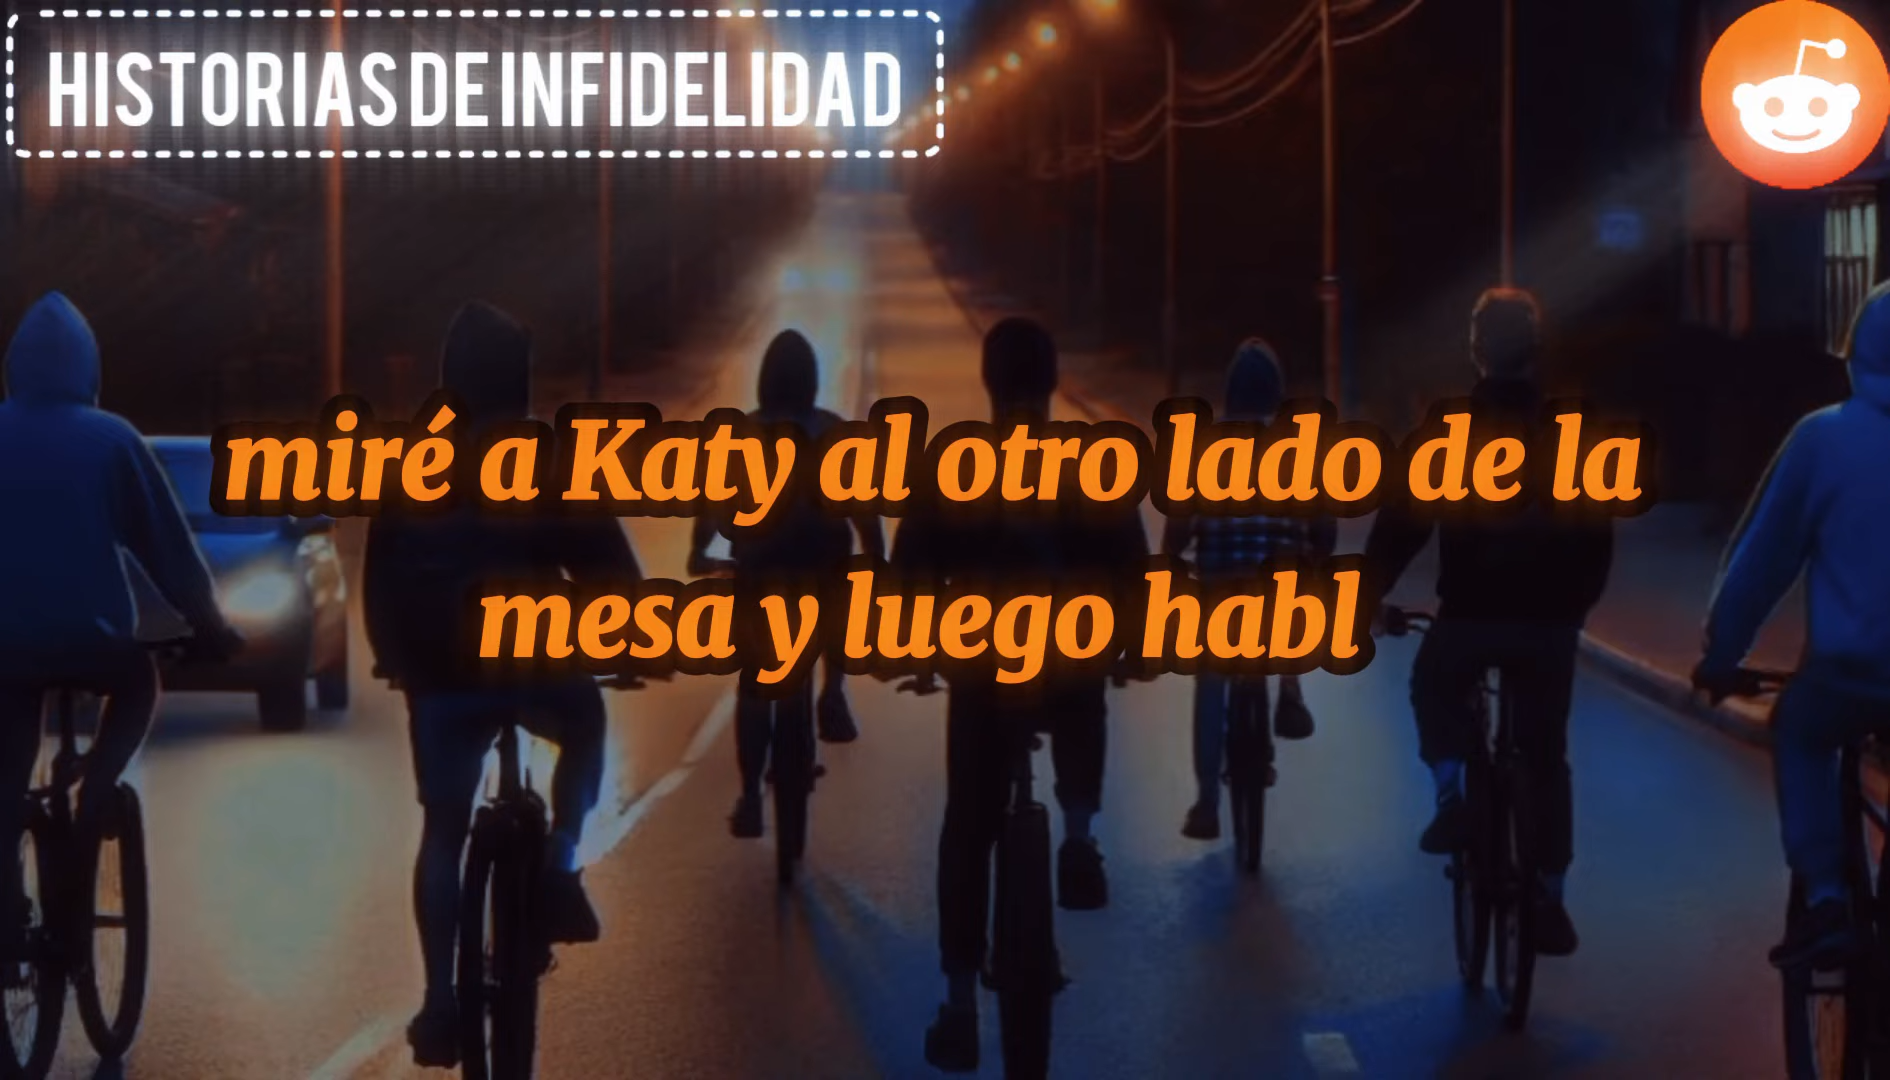 HISTORIAS DE INFIDELIDAD
miré a Katy al otro lado de la
mesa y luego habl